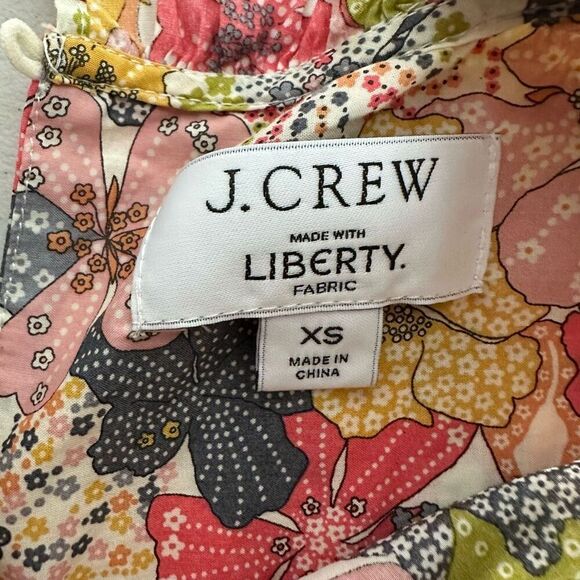 J.CREW
MADE WITH
LIBERTY.
FABRIC
XS
MADE IN
CHINA